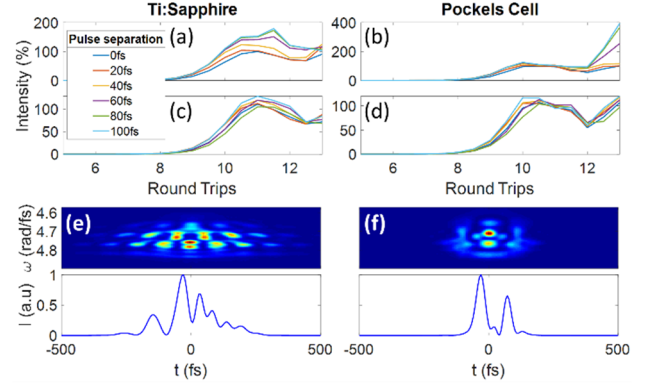 Ti:Sapphire Pockels Cell
Pulse separation
0fs
20fs
40fs
60fs
80fs
100fs
Intensity (%)
200
150
100
50
0
(a)
400
200
0
(b)
100
50
0
(c)
100
50
0
(d)
6 8 10 12
6 8 10 12
Round Trips Round Trips
ω (rad/fs)
4.6
4.7
4.8
(e)
(f)
I (a.u)
1
0.5
0
-500 0 500
-500 0 500
t (fs) t (fs)